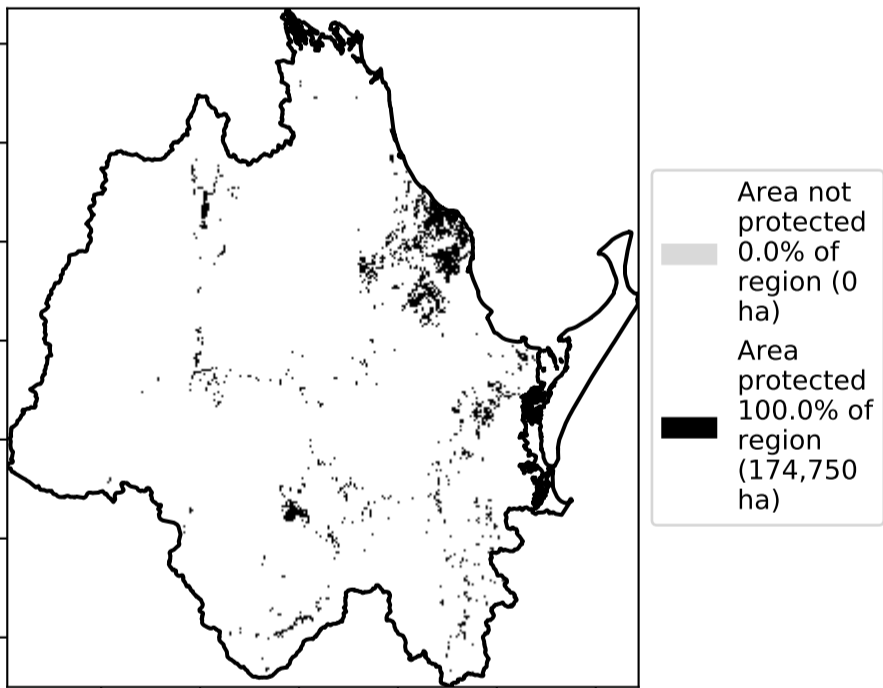 Area not
protected
0.0% of
region (0
ha)
Area
protected
100.0% of
region
(174,750
ha)